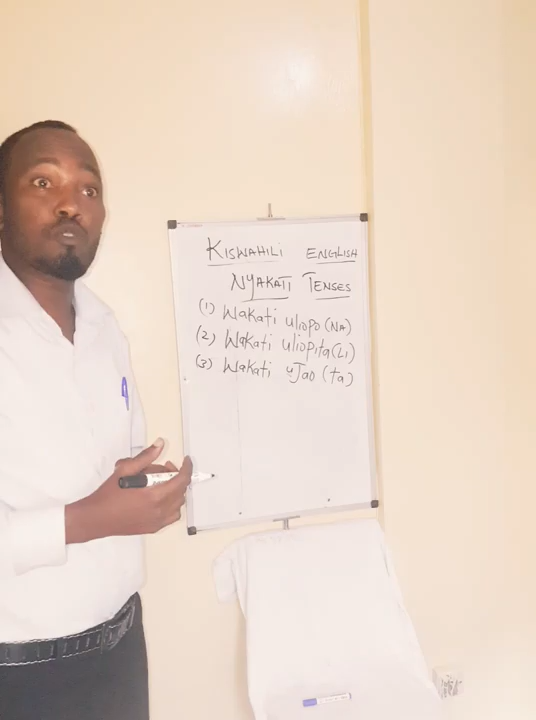 KISWAHILI ENGLISH
NYAKATI TENSES
(1) Wakati uliopo (NA)
(2) Wakati uliopita (LI)
(3) Wakati uJao (ta)